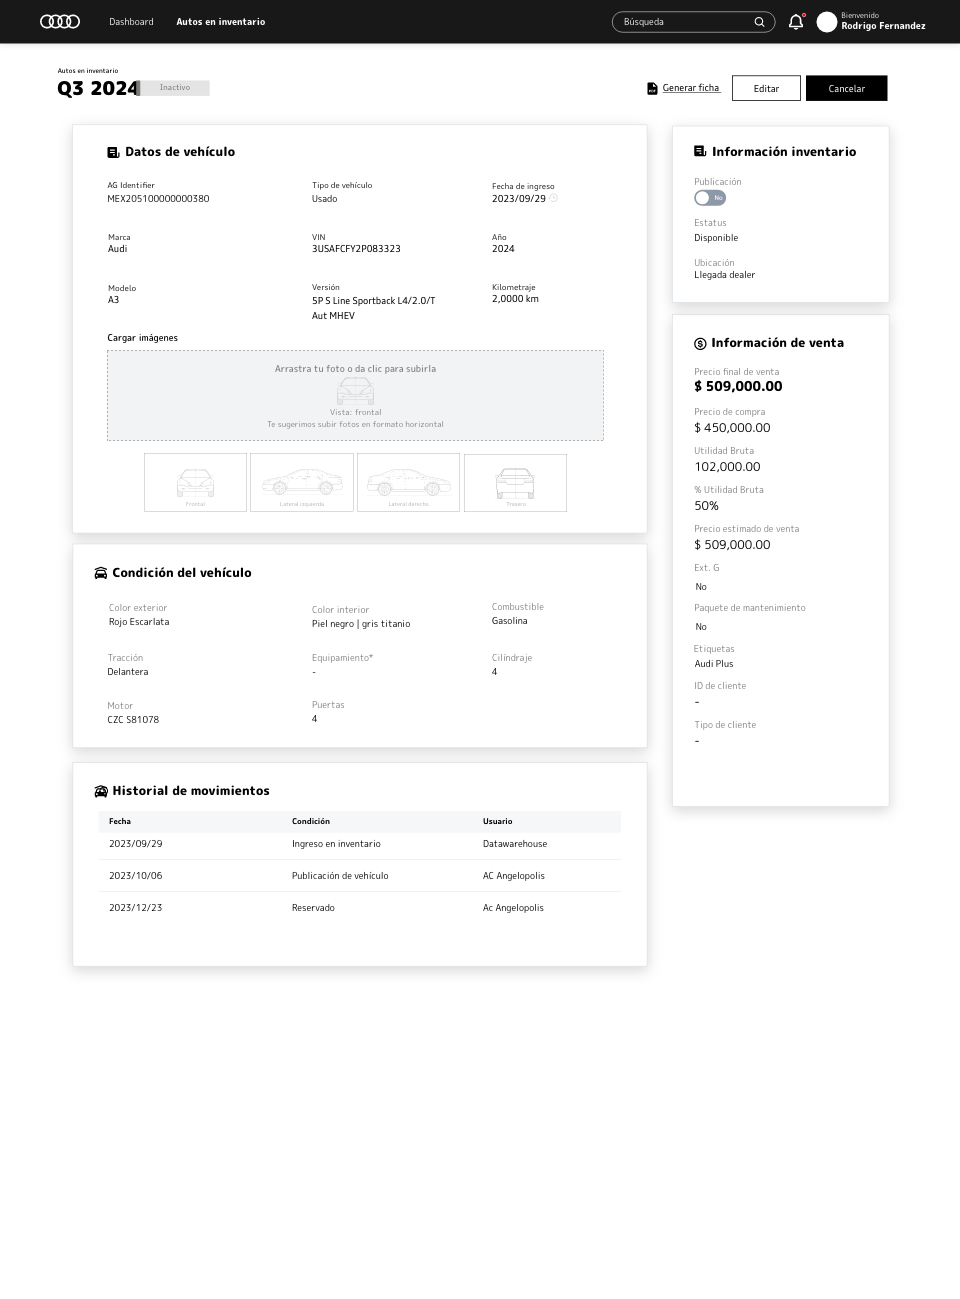 Dashboard
Autos en inventario
Búsqueda
Bienvenido
Rodrigo Fernandez
Autos en inventario
Q3 2024
Inactivo
Generar ficha
Editar
Cancelar
Datos de vehículo
AG Identifier
MEX205100000000380
Tipo de vehículo
Usado
Fecha de ingreso
2023/09/29
Marca
Audi
VIN
3USAFCFY2P083323
Año
2024
Modelo
A3
Versión
5P S Line Sportback L4/2.0/T
Aut MHEV
Kilometraje
2,0000 km
Cargar imágenes
Arrastra tu foto o da clic para subirla
Vista: frontal
Te sugerimos subir fotos en formato horizontal
Frontal
Lateral izquierda
Lateral derecho
Trasero
Condición del vehículo
Color exterior
Rojo Escarlata
Color interior
Piel negro | gris titanio
Combustible
Gasolina
Tracción
Delantera
Equipamiento*
-
Cilíndraje
4
Motor
CZC S81078
Puertas
4
Historial de movimientos
Fecha Condición Usuario
2023/09/29 Ingreso en inventario Datawarehouse
2023/10/06 Publicación de vehículo AC Angelopolis
2023/12/23 Reservado Ac Angelopolis
Información inventario
Publicación
No
Estatus
Disponible
Ubicación
Llegada dealer
Información de venta
Precio final de venta
$ 509,000.00
Precio de compra
$ 450,000.00
Utilidad Bruta
102,000.00
% Utilidad Bruta
50%
Precio estimado de venta
$ 509,000.00
Ext. G
No
Paquete de mantenimiento
No
Etiquetas
Audi Plus
ID de cliente
-
Tipo de cliente
-